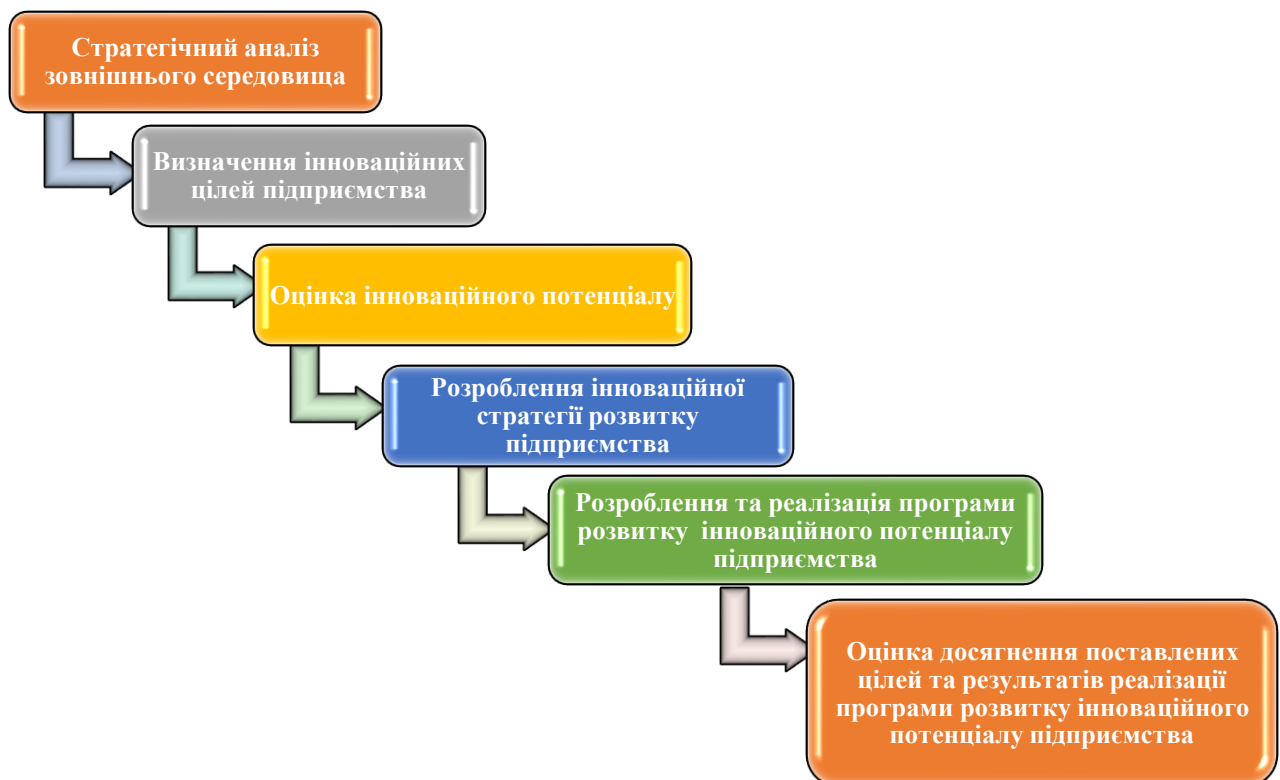 Стратегічний аналіз
зовнішнього середовища
Визначення інноваційних
цілей підприємства
Оцінка інноваційного потенціалу
Розроблення інноваційної
стратегії розвитку
підприємства
Розроблення та реалізація програми
розвитку інноваційного потенціалу
підприємства
Оцінка досягнення поставлених
цілей та результатів реалізації
програми розвитку інноваційного
потенціалу підприємства